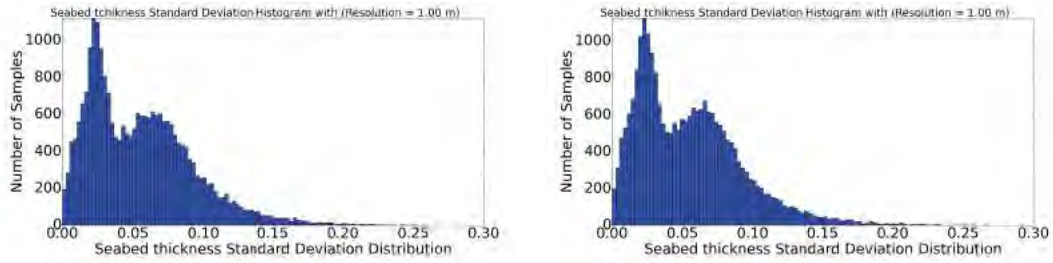 Seabed tchikness Standard Deviation Histogram with (Resolution = 1.00 m)
Number of Samples
1000
800
600
400
200
0
0.00 0.05 0.10 0.15 0.20 0.25 0.30
Seabed thickness Standard Deviation Distribution
Seabed tchikness Standard Deviation Histogram with (Resolution = 1.00 m)
Number of Samples
1000
800
600
400
200
0
0.00 0.05 0.10 0.15 0.20 0.25 0.30
Seabed thickness Standard Deviation Distribution